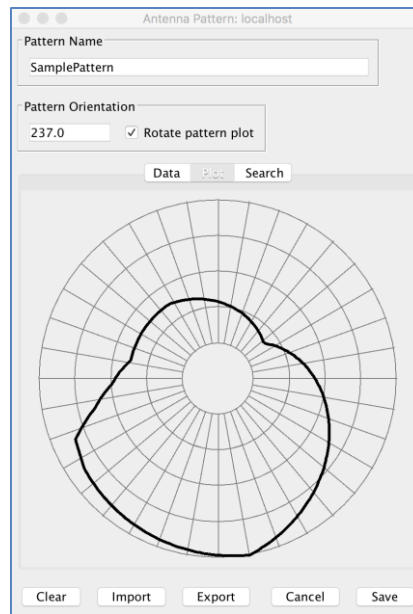 Antenna Pattern: localhost
Pattern Name
SamplePattern
Pattern Orientation
237.0 Rotate pattern plot
Data Plot Search
Clear Import Export Cancel Save